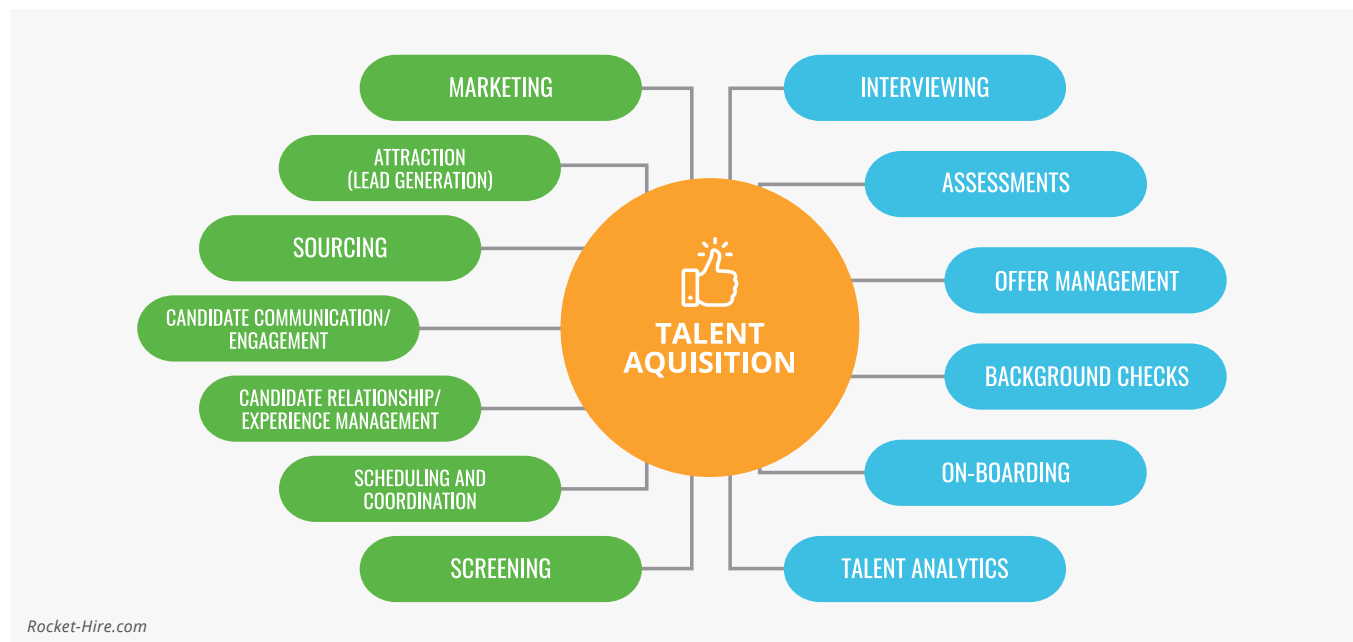 MARKETING
ATTRACTION
(LEAD GENERATION)
SOURCING
CANDIDATE COMMUNICATION/
ENGAGEMENT
CANDIDATE RELATIONSHIP/
EXPERIENCE MANAGEMENT
SCHEDULING AND
COORDINATION
SCREENING
TALENT
AQUISITION
INTERVIEWING
ASSESSMENTS
OFFER MANAGEMENT
BACKGROUND CHECKS
ON-BOARDING
TALENT ANALYTICS
Rocket-Hire.com